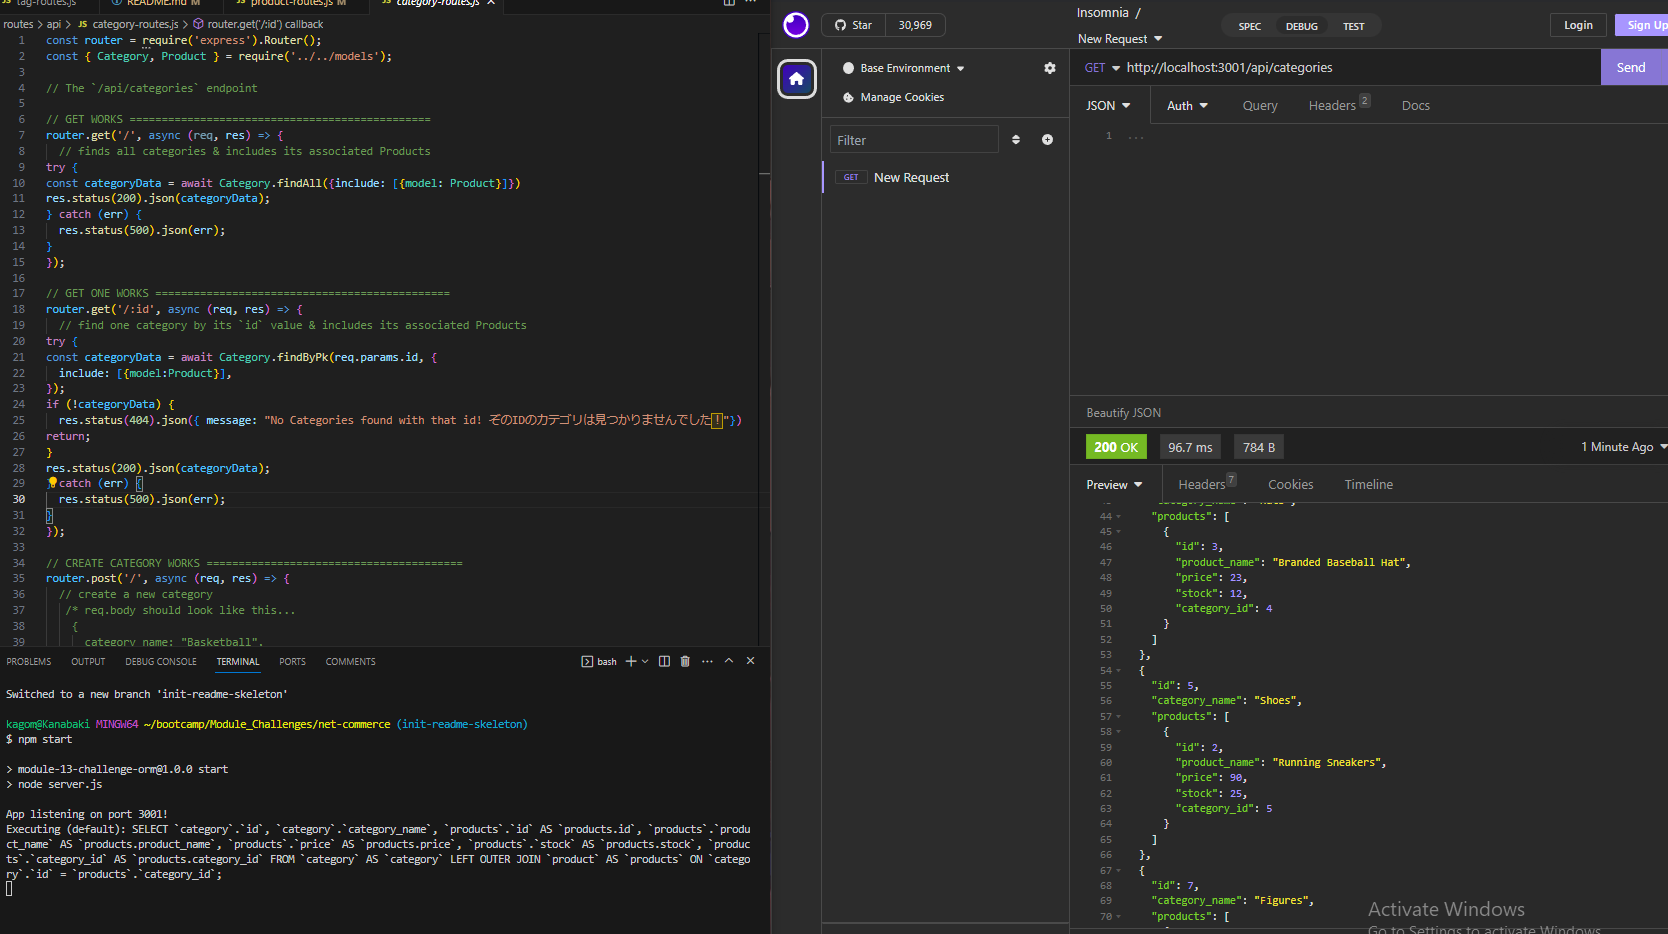 tag-routes.js
README.md M
product-routes.js M
category-routes.js
routes > api > JS category-routes.js > router.get('/:id') callback
1 const router = require('express').Router();
2 const { Category, Product } = require('../../models');
3
4 // The `/api/categories` endpoint
5
6 // GET WORKS ===============================================
7 router.get('/', async (req, res) => {
8 // finds all categories & includes its associated Products
9 try {
10 const categoryData = await Category.findAll({include: [{model: Product}]})
11 res.status(200).json(categoryData);
12 } catch (err) {
13 res.status(500).json(err);
14 }
15 });
16
17 // GET ONE WORKS ==============================================
18 router.get('/:id', async (req, res) => {
19 // find one category by its `id` value & includes its associated Products
20 try {
21 const categoryData = await Category.findByPk(req.params.id, {
22 include: [{model:Product}],
23 });
24 if (!categoryData) {
25 res.status(404).json({ message: "No Categories found with that id! ぞのIDのカテゴリは見つかりませんでした！"})
26 return;
27 }
28 res.status(200).json(categoryData);
29 } catch (err) {
30 res.status(500).json(err);
31 }
32 });
33
34 // CREATE CATEGORY WORKS ========================================
35 router.post('/', async (req, res) => {
36 // create a new category
37 /* req.body should look like this...
38 {
39 category_name: "Basketball",
PROBLEMS OUTPUT DEBUG CONSOLE TERMINAL PORTS COMMENTS
bash
Switched to a new branch 'init-readme-skeleton'
kagom@Kanabaki MINGW64 ~/bootcamp/Module_Challenges/net-commerce (init-readme-skeleton)
$ npm start
> module-13-challenge-orm@1.0.0 start
> node server.js
App listening on port 3001!
Executing (default): SELECT `category`.`id`, `category`.`category_name`, `products`.`id` AS `products.id`, `products`.`produ
ct_name` AS `products.product_name`, `products`.`price` AS `products.price`, `products`.`stock` AS `products.stock`, `produc
ts`.`category_id` AS `products.category_id` FROM `category` AS `category` LEFT OUTER JOIN `product` AS `products` ON `catego
ry`.`id` = `products`.`category_id`;
Star 30,969
Insomnia /
New Request
SPEC DEBUG TEST
Login
Sign Up
Base Environment
Manage Cookies
Filter
GET New Request
GET http://localhost:3001/api/categories
Send
JSON Auth Query Headers 2 Docs
1 ...
Beautify JSON
200 OK 96.7 ms 784 B
1 Minute Ago
Preview Headers 7 Cookies Timeline
44 "products": [
45 {
46 "id": 3,
47 "product_name": "Branded Baseball Hat",
48 "price": 23,
49 "stock": 12,
50 "category_id": 4
51 }
52 ]
53 },
54 {
55 "id": 5,
56 "category_name": "Shoes",
57 "products": [
58 {
59 "id": 2,
60 "product_name": "Running Sneakers",
61 "price": 90,
62 "stock": 25,
63 "category_id": 5
64 }
65 ]
66 },
67 {
68 "id": 7,
69 "category_name": "Figures",
70 "products": [
Activate Windows
Go to Settings to activate Windows.